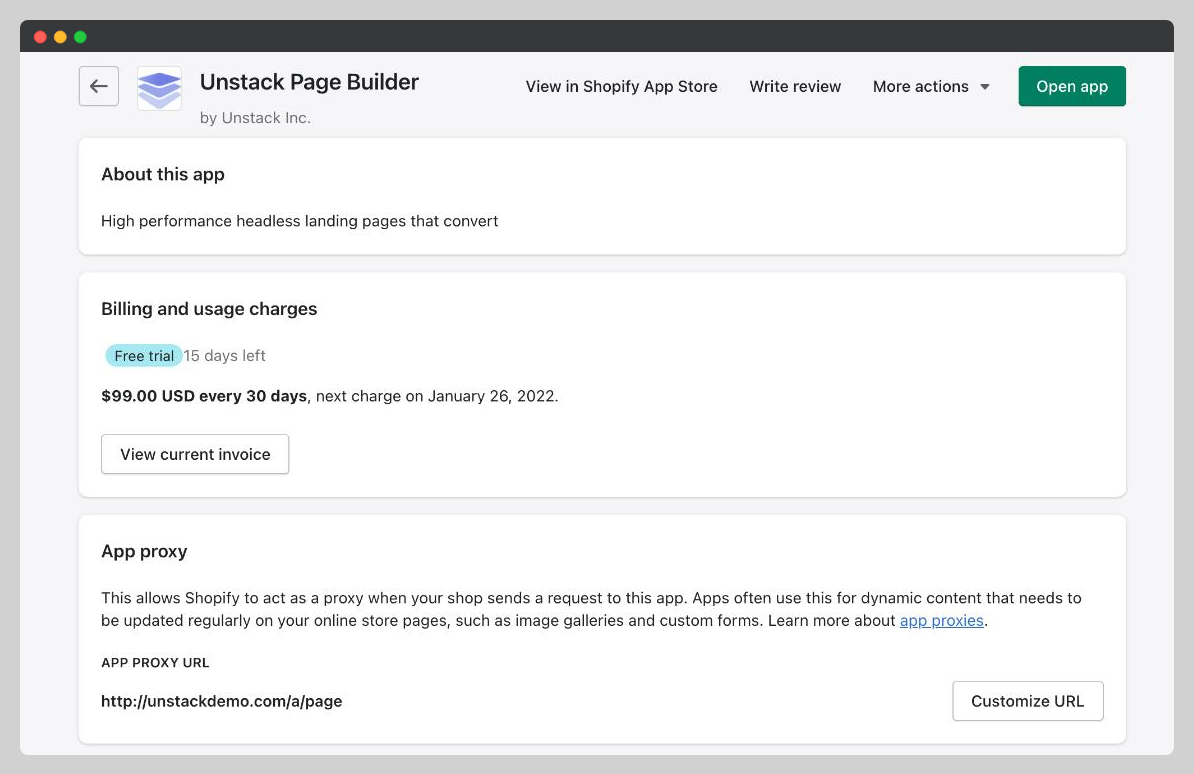 Unstack Page Builder
by Unstack Inc.
View in Shopify App Store
Write review
More actions
Open app
About this app
High performance headless landing pages that convert
Billing and usage charges
Free trial 15 days left
$99.00 USD every 30 days, next charge on January 26, 2022.
View current invoice
App proxy
This allows Shopify to act as a proxy when your shop sends a request to this app. Apps often use this for dynamic content that needs to
be updated regularly on your online store pages, such as image galleries and custom forms. Learn more about app proxies.
APP PROXY URL
http://unstackdemo.com/a/page
Customize URL